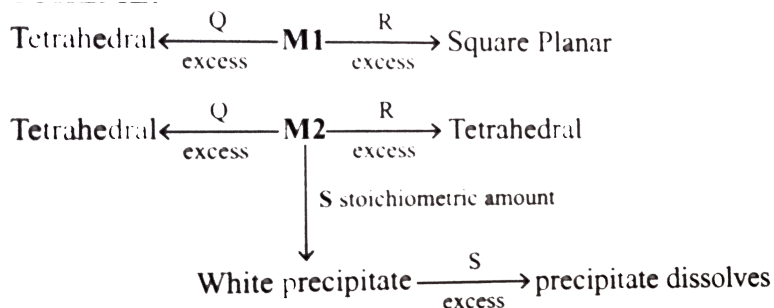 Tetrahedral Q excess M1 R excess Square Planar
Tetrahedral Q excess M2 R excess Tetrahedral
S stoichiometric amount
White precipitate S excess precipitate dissolves